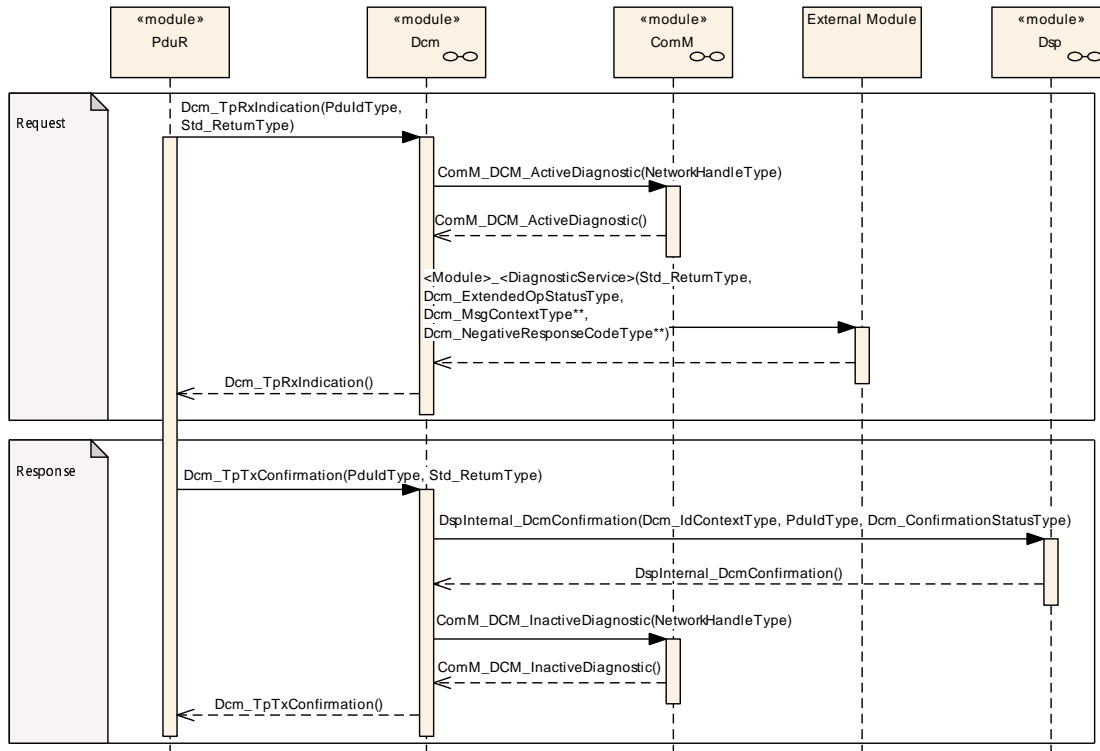 «module»
PduR
«module»
Dcm
«module»
ComM
External Module
«module»
Dsp
Request
Dcm_TpRxIndication(PduIdType,
Std_ReturnType)
ComM_DCM_ActiveDiagnostic(NetworkHandleType)
ComM_DCM_ActiveDiagnostic()
<Module>_<DiagnosticService>(Std_ReturnType,
Dcm_ExtendedOpStatusType,
Dcm_MsgContextType**,
Dcm_NegativeResponseCodeType**)
Dcm_TpRxIndication()
Response
Dcm_TpTxConfirmation(PduIdType, Std_ReturnType)
DspInternal_DcmConfirmation(Dcm_IdContextType, PduIdType, Dcm_ConfirmationStatusType)
DspInternal_DcmConfirmation()
ComM_DCM_InactiveDiagnostic(NetworkHandleType)
ComM_DCM_InactiveDiagnostic()
Dcm_TpTxConfirmation()